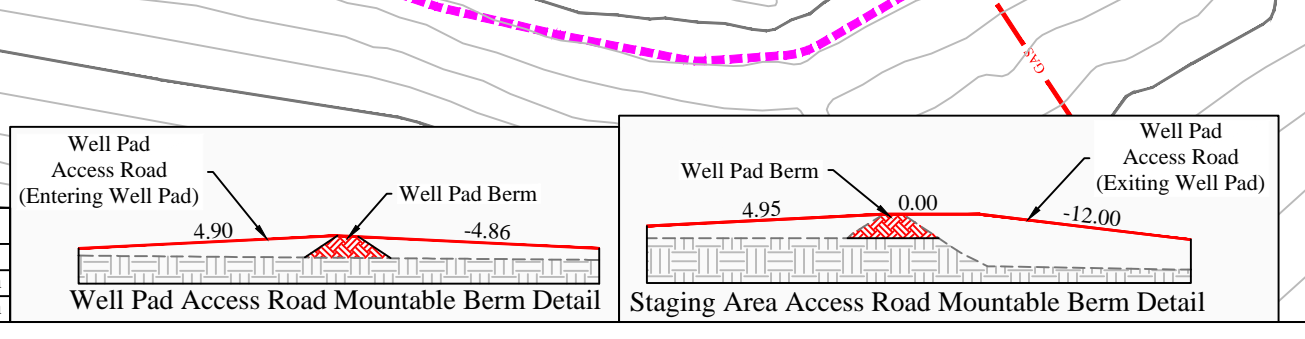 GAS
Well Pad
Access Road
(Entering Well Pad)
Well Pad Berm
4.90
-4.86
Well Pad Access Road Mountable Berm Detail
Well Pad
Access Road
(Exiting Well Pad)
Well Pad Berm
4.95
0.00
-12.00
Staging Area Access Road Mountable Berm Detail